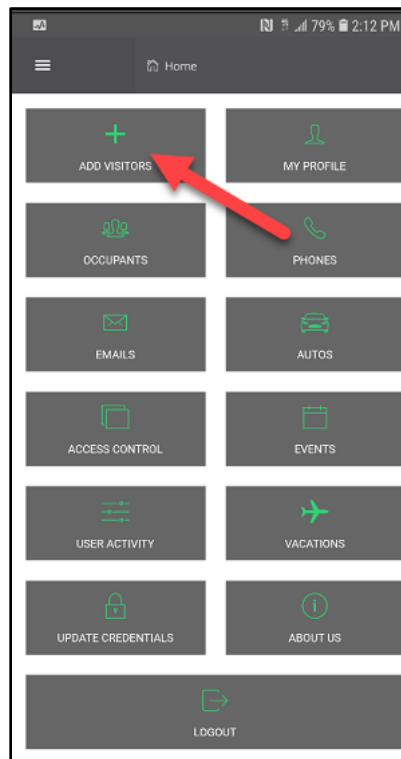 79% 2:12 PM
Home
ADD VISITORS
MY PROFILE
OCCUPANTS
PHONES
EMAILS
AUTOS
ACCESS CONTROL
EVENTS
USER ACTIVITY
VACATIONS
UPDATE CREDENTIALS
ABOUT US
LOGOUT